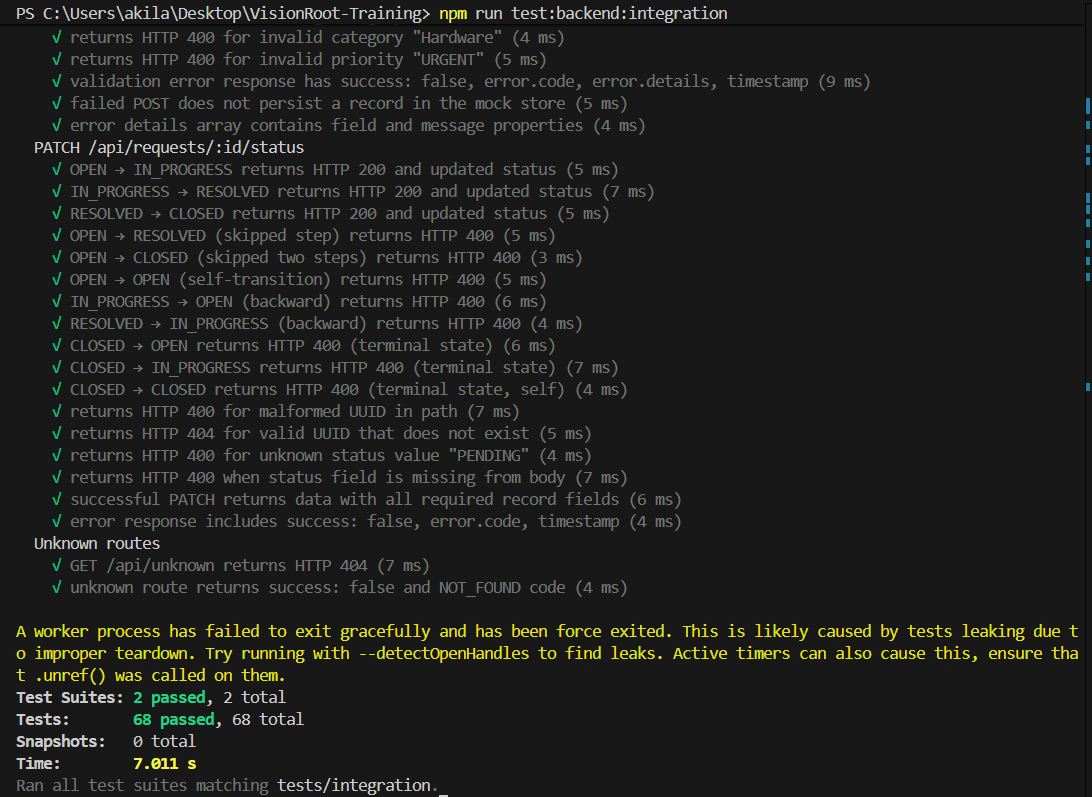 PS C:\Users\akila\Desktop\VisionRoot-Training> npm run test:backend:integration
√ returns HTTP 400 for invalid category "Hardware" (4 ms)
√ returns HTTP 400 for invalid priority "URGENT" (5 ms)
√ validation error response has success: false, error.code, error.details, timestamp (9 ms)
√ failed POST does not persist a record in the mock store (5 ms)
√ error details array contains field and message properties (4 ms)
PATCH /api/requests/:id/status
√ OPEN → IN_PROGRESS returns HTTP 200 and updated status (5 ms)
√ IN_PROGRESS → RESOLVED returns HTTP 200 and updated status (7 ms)
√ RESOLVED → CLOSED returns HTTP 200 and updated status (5 ms)
√ OPEN → RESOLVED (skipped step) returns HTTP 400 (5 ms)
√ OPEN → CLOSED (skipped two steps) returns HTTP 400 (3 ms)
√ OPEN → OPEN (self-transition) returns HTTP 400 (5 ms)
√ IN_PROGRESS → OPEN (backward) returns HTTP 400 (6 ms)
√ RESOLVED → IN_PROGRESS (backward) returns HTTP 400 (4 ms)
√ CLOSED → OPEN returns HTTP 400 (terminal state) (6 ms)
√ CLOSED → IN_PROGRESS returns HTTP 400 (terminal state) (7 ms)
√ CLOSED → CLOSED returns HTTP 400 (terminal state, self) (4 ms)
√ returns HTTP 400 for malformed UUID in path (7 ms)
√ returns HTTP 404 for valid UUID that does not exist (5 ms)
√ returns HTTP 400 for unknown status value "PENDING" (4 ms)
√ returns HTTP 400 when status field is missing from body (7 ms)
√ successful PATCH returns data with all required record fields (6 ms)
√ error response includes success: false, error.code, timestamp (4 ms)
Unknown routes
√ GET /api/unknown returns HTTP 404 (7 ms)
√ unknown route returns success: false and NOT_FOUND code (4 ms)
A worker process has failed to exit gracefully and has been force exited. This is likely caused by tests leaking due t
o improper teardown. Try running with --detectOpenHandles to find leaks. Active timers can also cause this, ensure tha
t .unref() was called on them.
Test Suites: 2 passed, 2 total
Tests: 68 passed, 68 total
Snapshots: 0 total
Time: 7.011 s
Ran all test suites matching tests/integration.